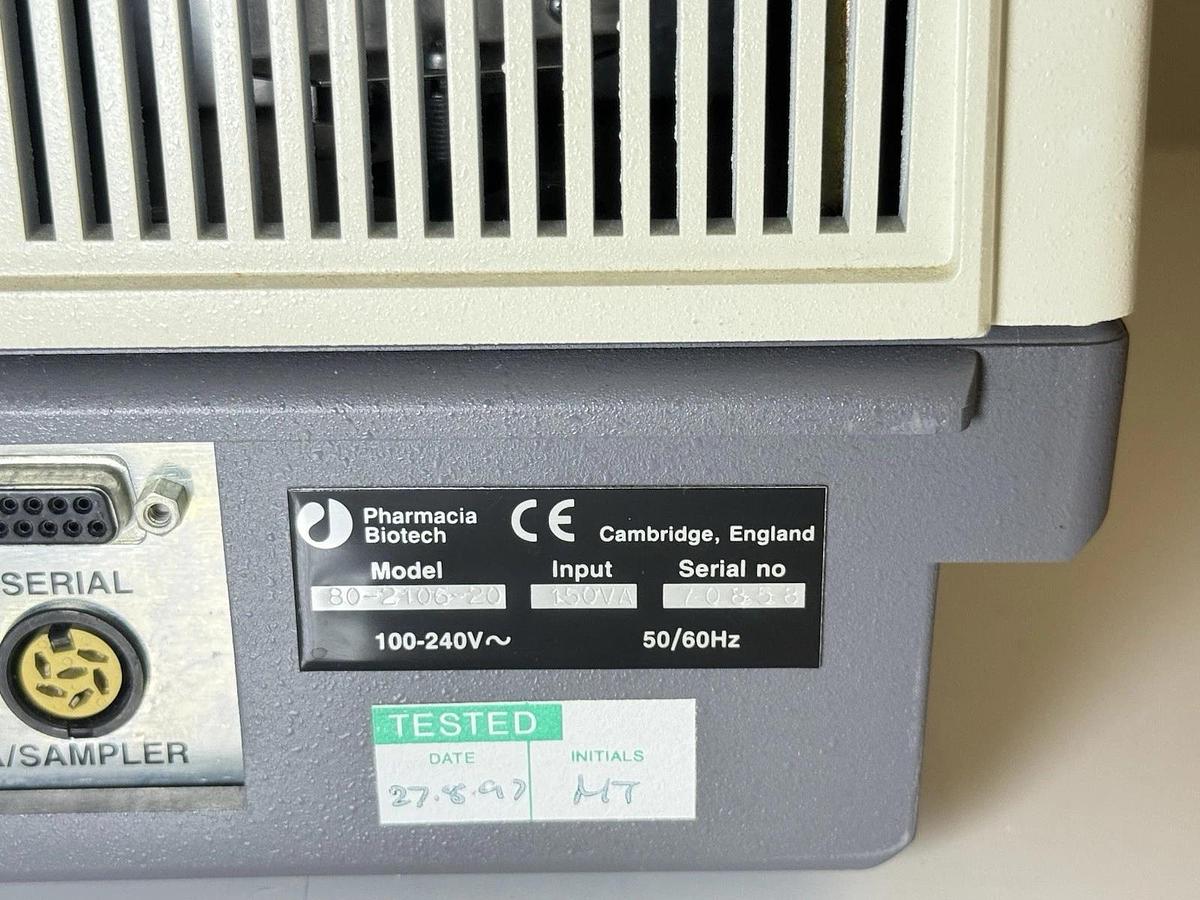 SERIAL
A/SAMPLER
Pharmacia
Biotech
CE
Cambridge, England
Model Input Serial no
80-2106-20 150VA 70858
100-240V~ 50/60Hz
TESTED
DATE INITIALS
27.8.97 MT